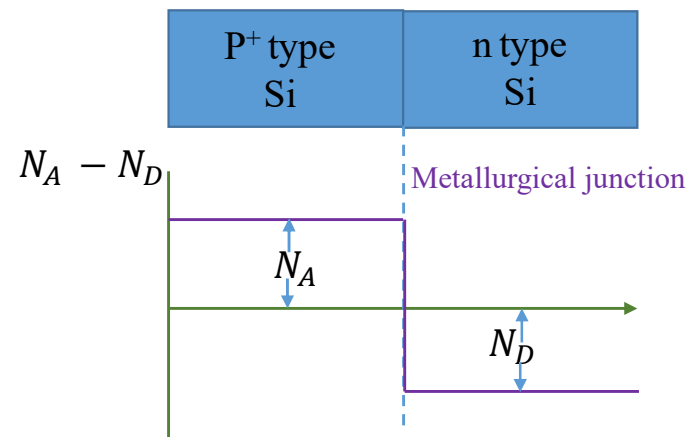 P⁺ type
Si
n type
Si
N_A − N_D
Metallurgical junction
N_A
N_D